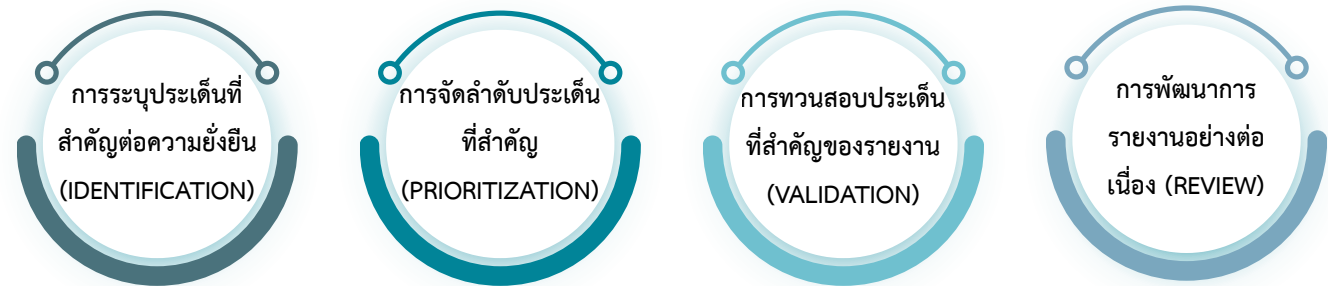 การระบุประเด็นที่
สำคัญต่อความยั่งยืน
(IDENTIFICATION)
การจัดลำดับประเด็น
ที่สำคัญ
(PRIORITIZATION)
การทวนสอบประเด็น
ที่สำคัญของรายงาน
(VALIDATION)
การพัฒนาการ
รายงานอย่างต่อ
เนื่อง (REVIEW)